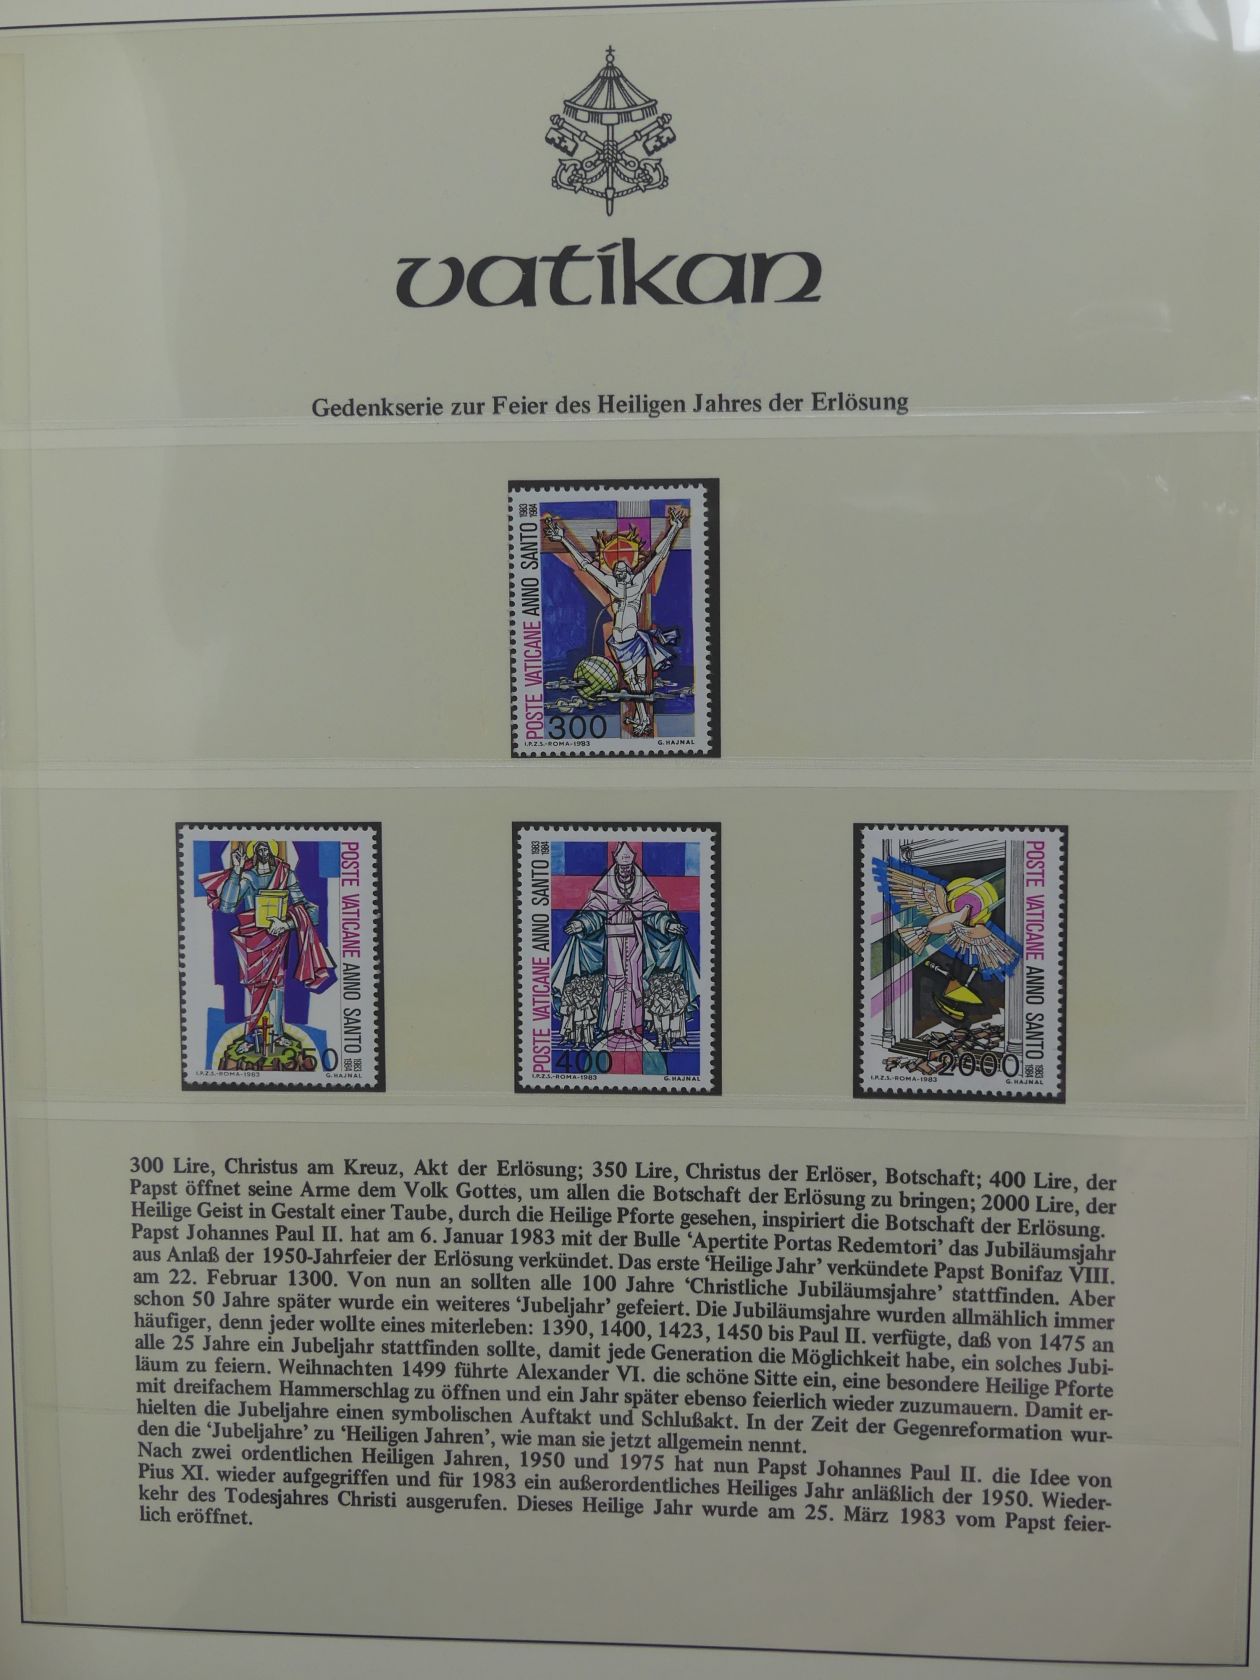 vatikan
Gedenkserie zur Feier des Heiligen Jahres der Erlösung
POSTE VATICANE ANNO SANTO 1983 1984
300
I.P.Z.S.-ROMA-1983 G. HAJNAL
POSTE VATICANE ANNO SANTO 1983 1984
350
I.P.Z.S.-ROMA-1983 G. HAJNAL
POSTE VATICANE ANNO SANTO 1983 1984
400
I.P.Z.S.-ROMA-1983 G. HAJNAL
POSTE VATICANE ANNO SANTO 1983 1984
2000
I.P.Z.S.-ROMA-1983 G. HAJNAL
300 Lire, Christus am Kreuz, Akt der Erlösung; 350 Lire, Christus der Erlöser, Botschaft; 400 Lire, der
Papst öffnet seine Arme dem Volk Gottes, um allen die Botschaft der Erlösung zu bringen; 2000 Lire, der
Heilige Geist in Gestalt einer Taube, durch die Heilige Pforte gesehen, inspiriert die Botschaft der Erlösung.
Papst Johannes Paul II. hat am 6. Januar 1983 mit der Bulle ‘Apertite Portas Redemtori’ das Jubiläumsjahr
aus Anlaß der 1950-Jahrfeier der Erlösung verkündet. Das erste ‘Heilige Jahr’ verkündete Papst Bonifaz VIII.
am 22. Februar 1300. Von nun an sollten alle 100 Jahre ‘Christliche Jubiläumsjahre’ stattfinden. Aber
schon 50 Jahre später wurde ein weiteres ‘Jubeljahr’ gefeiert. Die Jubiläumsjahre wurden allmählich immer
häufiger, denn jeder wollte eines miterleben: 1390, 1400, 1423, 1450 bis Paul II. verfügte, daß von 1475 an
alle 25 Jahre ein Jubeljahr stattfinden sollte, damit jede Generation die Möglichkeit habe, ein solches Jubi-
läum zu feiern. Weihnachten 1499 führte Alexander VI. die schöne Sitte ein, eine besondere Heilige Pforte
mit dreifachem Hammerschlag zu öffnen und ein Jahr später ebenso feierlich wieder zuzumauern. Damit er-
hielten die Jubeljahre einen symbolischen Auftakt und Schlußakt. In der Zeit der Gegenreformation wur-
den die ‘Jubeljahre’ zu ‘Heiligen Jahren’, wie man sie jetzt allgemein nennt.
Nach zwei ordentlichen Heiligen Jahren, 1950 und 1975 hat nun Papst Johannes Paul II. die Idee von
Pius XI. wieder aufgegriffen und für 1983 ein außerordentliches Heiliges Jahr anläßlich der 1950. Wieder-
kehr des Todesjahres Christi ausgerufen. Dieses Heilige Jahr wurde am 25. März 1983 vom Papst feier-
lich eröffnet.